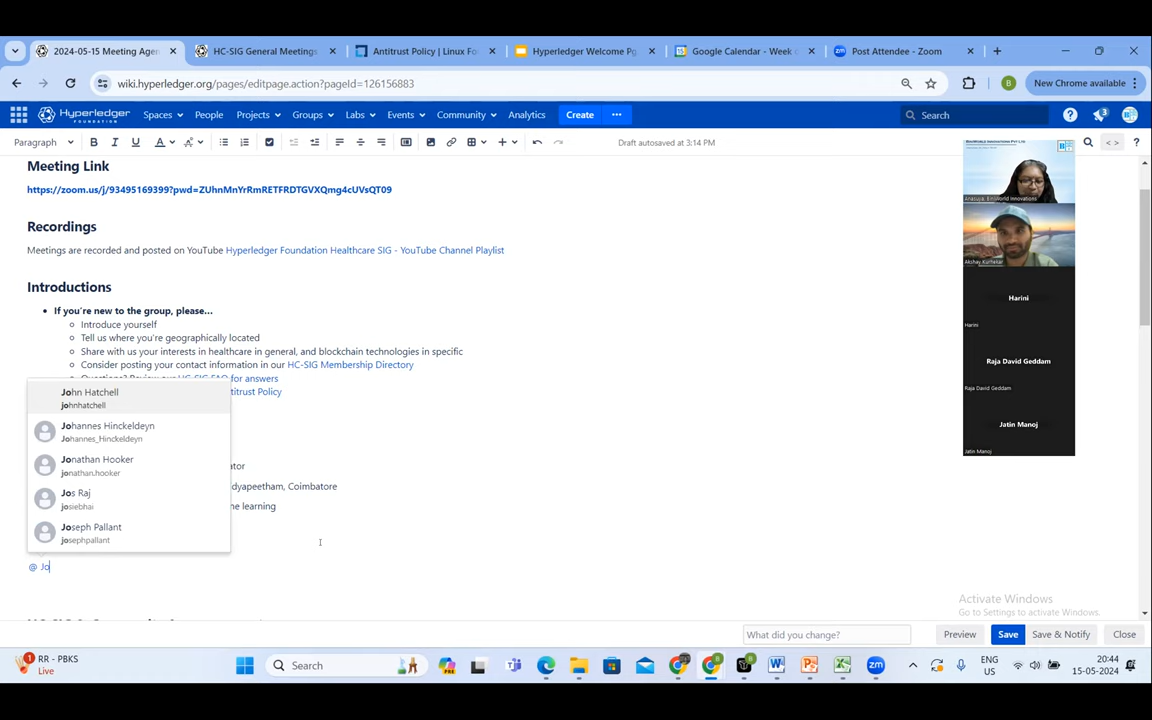 2024-05-15 Meeting Agen
HC-SIG General Meetings
Antitrust Policy | Linux Fo
Hyperledger Welcome Pg
Google Calendar - Week o
Post Attendee - Zoom
wiki.hyperledger.org/pages/editpage.action?pageId=126156883
New Chrome available
HYPERLEDGER
FOUNDATION
Spaces
People
Projects
Groups
Labs
Events
Community
Analytics
Create
Search
3
Paragraph
B
I
U
A
Draft autosaved at 3:14 PM
Meeting Link
https://zoom.us/j/93495169399?pwd=ZUhnMnYrRmRETFRDTGVXQmg4cUVsQT09
Recordings
Meetings are recorded and posted on YouTube Hyperledger Foundation Healthcare SIG - YouTube Channel Playlist
Introductions
If you're new to the group, please...
Introduce yourself
Tell us where you're geographically located
Share with us your interests in healthcare in general, and blockchain technologies in specific
Consider posting your contact information in our HC-SIG Membership Directory
for answers
titrust Policy
John Hatchell
johnhatchell
Johannes Hinckeldeyn
Johannes_Hinckeldeyn
Jonathan Hooker
jonathan.hooker
Jos Raj
josiebhai
Joseph Pallant
josephpallant
ator
dyapeetham, Coimbatore
ne learning
@ Jo
Akshay Kurhekar
Harini
Harini
Raja David Geddam
Raja David Geddam
Jatin Manoj
Jatin Manoj
Activate Windows
Go to Settings to activate Windows.
What did you change?
Preview
Save
Save & Notify
Close
RR - PBKS
Live
1
Search
ENG
US
20:44
15-05-2024